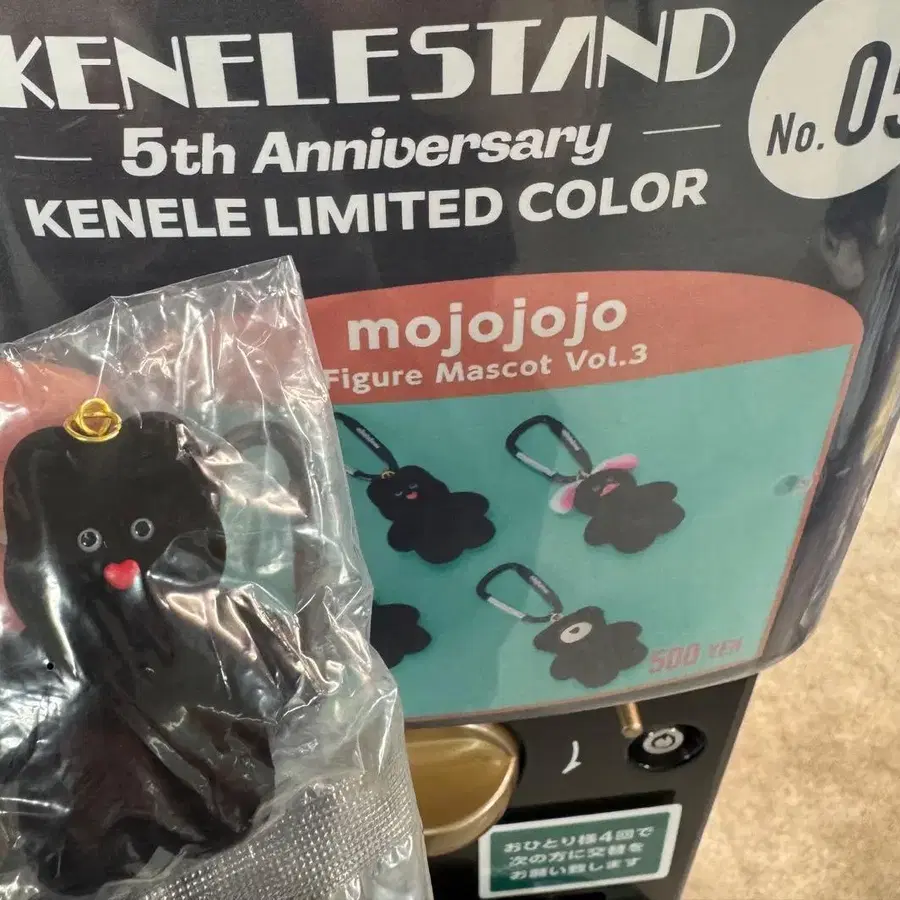 KENELESTAND
5th Anniversary
KENELE LIMITED COLOR
No.
mojojojo
Figure Mascot Vol.3
500 YEN
おひとり様4回で
次の方に交替を
お願い致します